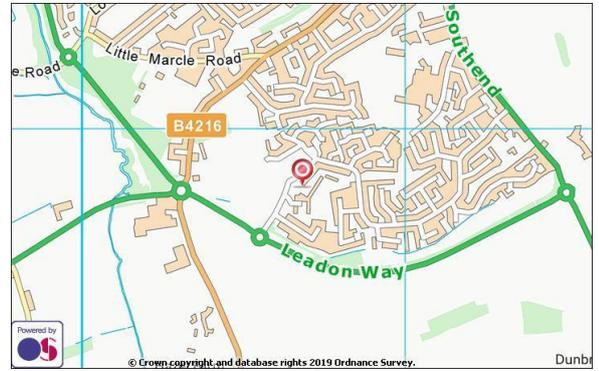 Southend
Little Marcle Road
e Road
B4216
Leadon Way
Powered by
OS
Dunbr
© Crown copyright and database rights 2019 Ordnance Survey.